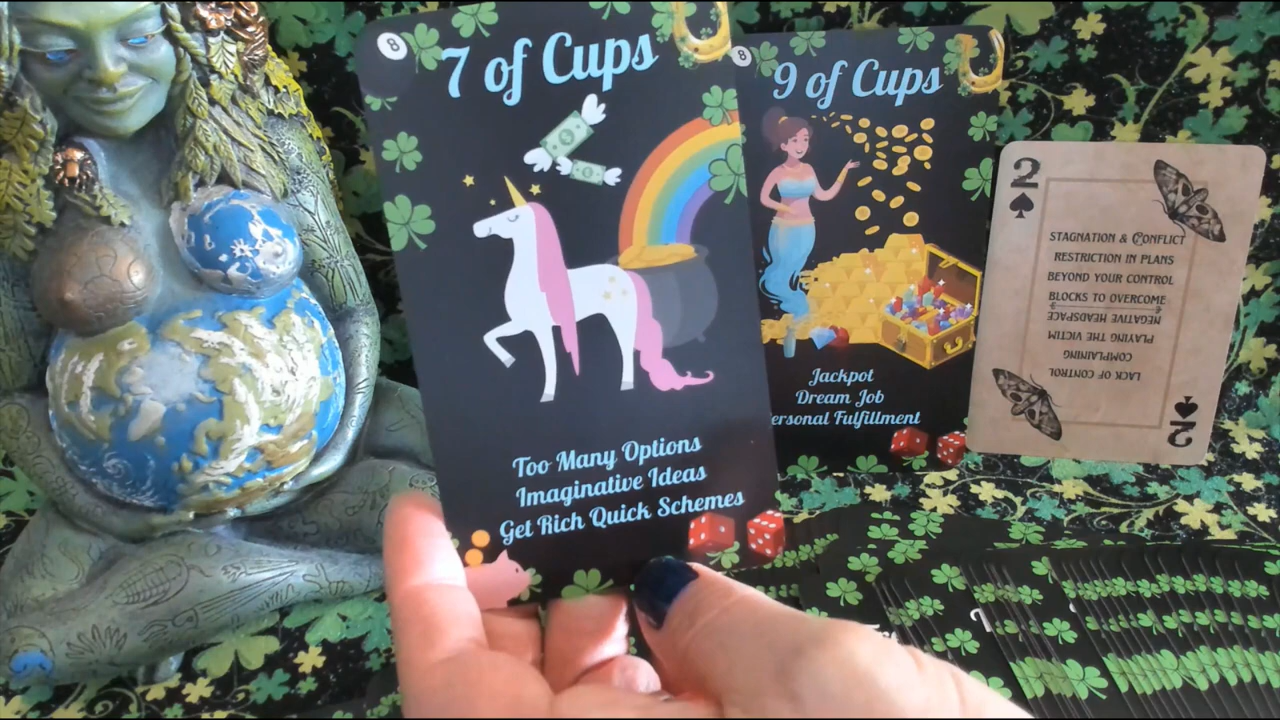 8
7 of Cups
Too Many Options
Imaginative Ideas
Get Rich Quick Schemes
8
9 of Cups
Jackpot
Dream Job
ersonal Fulfillment
2
STAGNATION & CONFLICT
RESTRICTION IN PLANS
BEYOND YOUR CONTROL
BLOCKS TO OVERCOME
NEGATIVE HEADSPACE
PLAYING THE VICTIM
COMPLAINING
LACK OF CONTROL
2